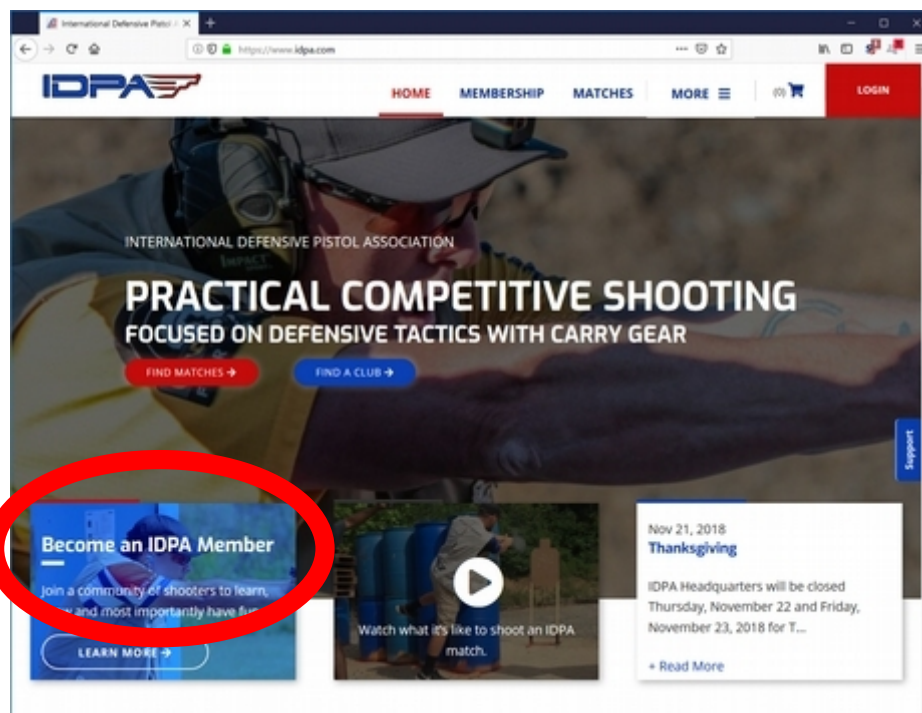 International Defensive Pistol A
https://www.idpa.com
IDPA
HOME
MEMBERSHIP
MATCHES
MORE
(0)
LOGIN
INTERNATIONAL DEFENSIVE PISTOL ASSOCIATION
IMPACT
PRACTICAL COMPETITIVE SHOOTING
FOCUSED ON DEFENSIVE TACTICS WITH CARRY GEAR
FIND MATCHES →
FIND A CLUB →
Support
Become an IDPA Member
Join a community of shooters to learn,
and most importantly have
LEARN MORE →
Watch what it's like to shoot an IDPA
match.
Nov 21, 2018
Thanksgiving
IDPA Headquarters will be closed
Thursday, November 22 and Friday,
November 23, 2018 for T...
+ Read More